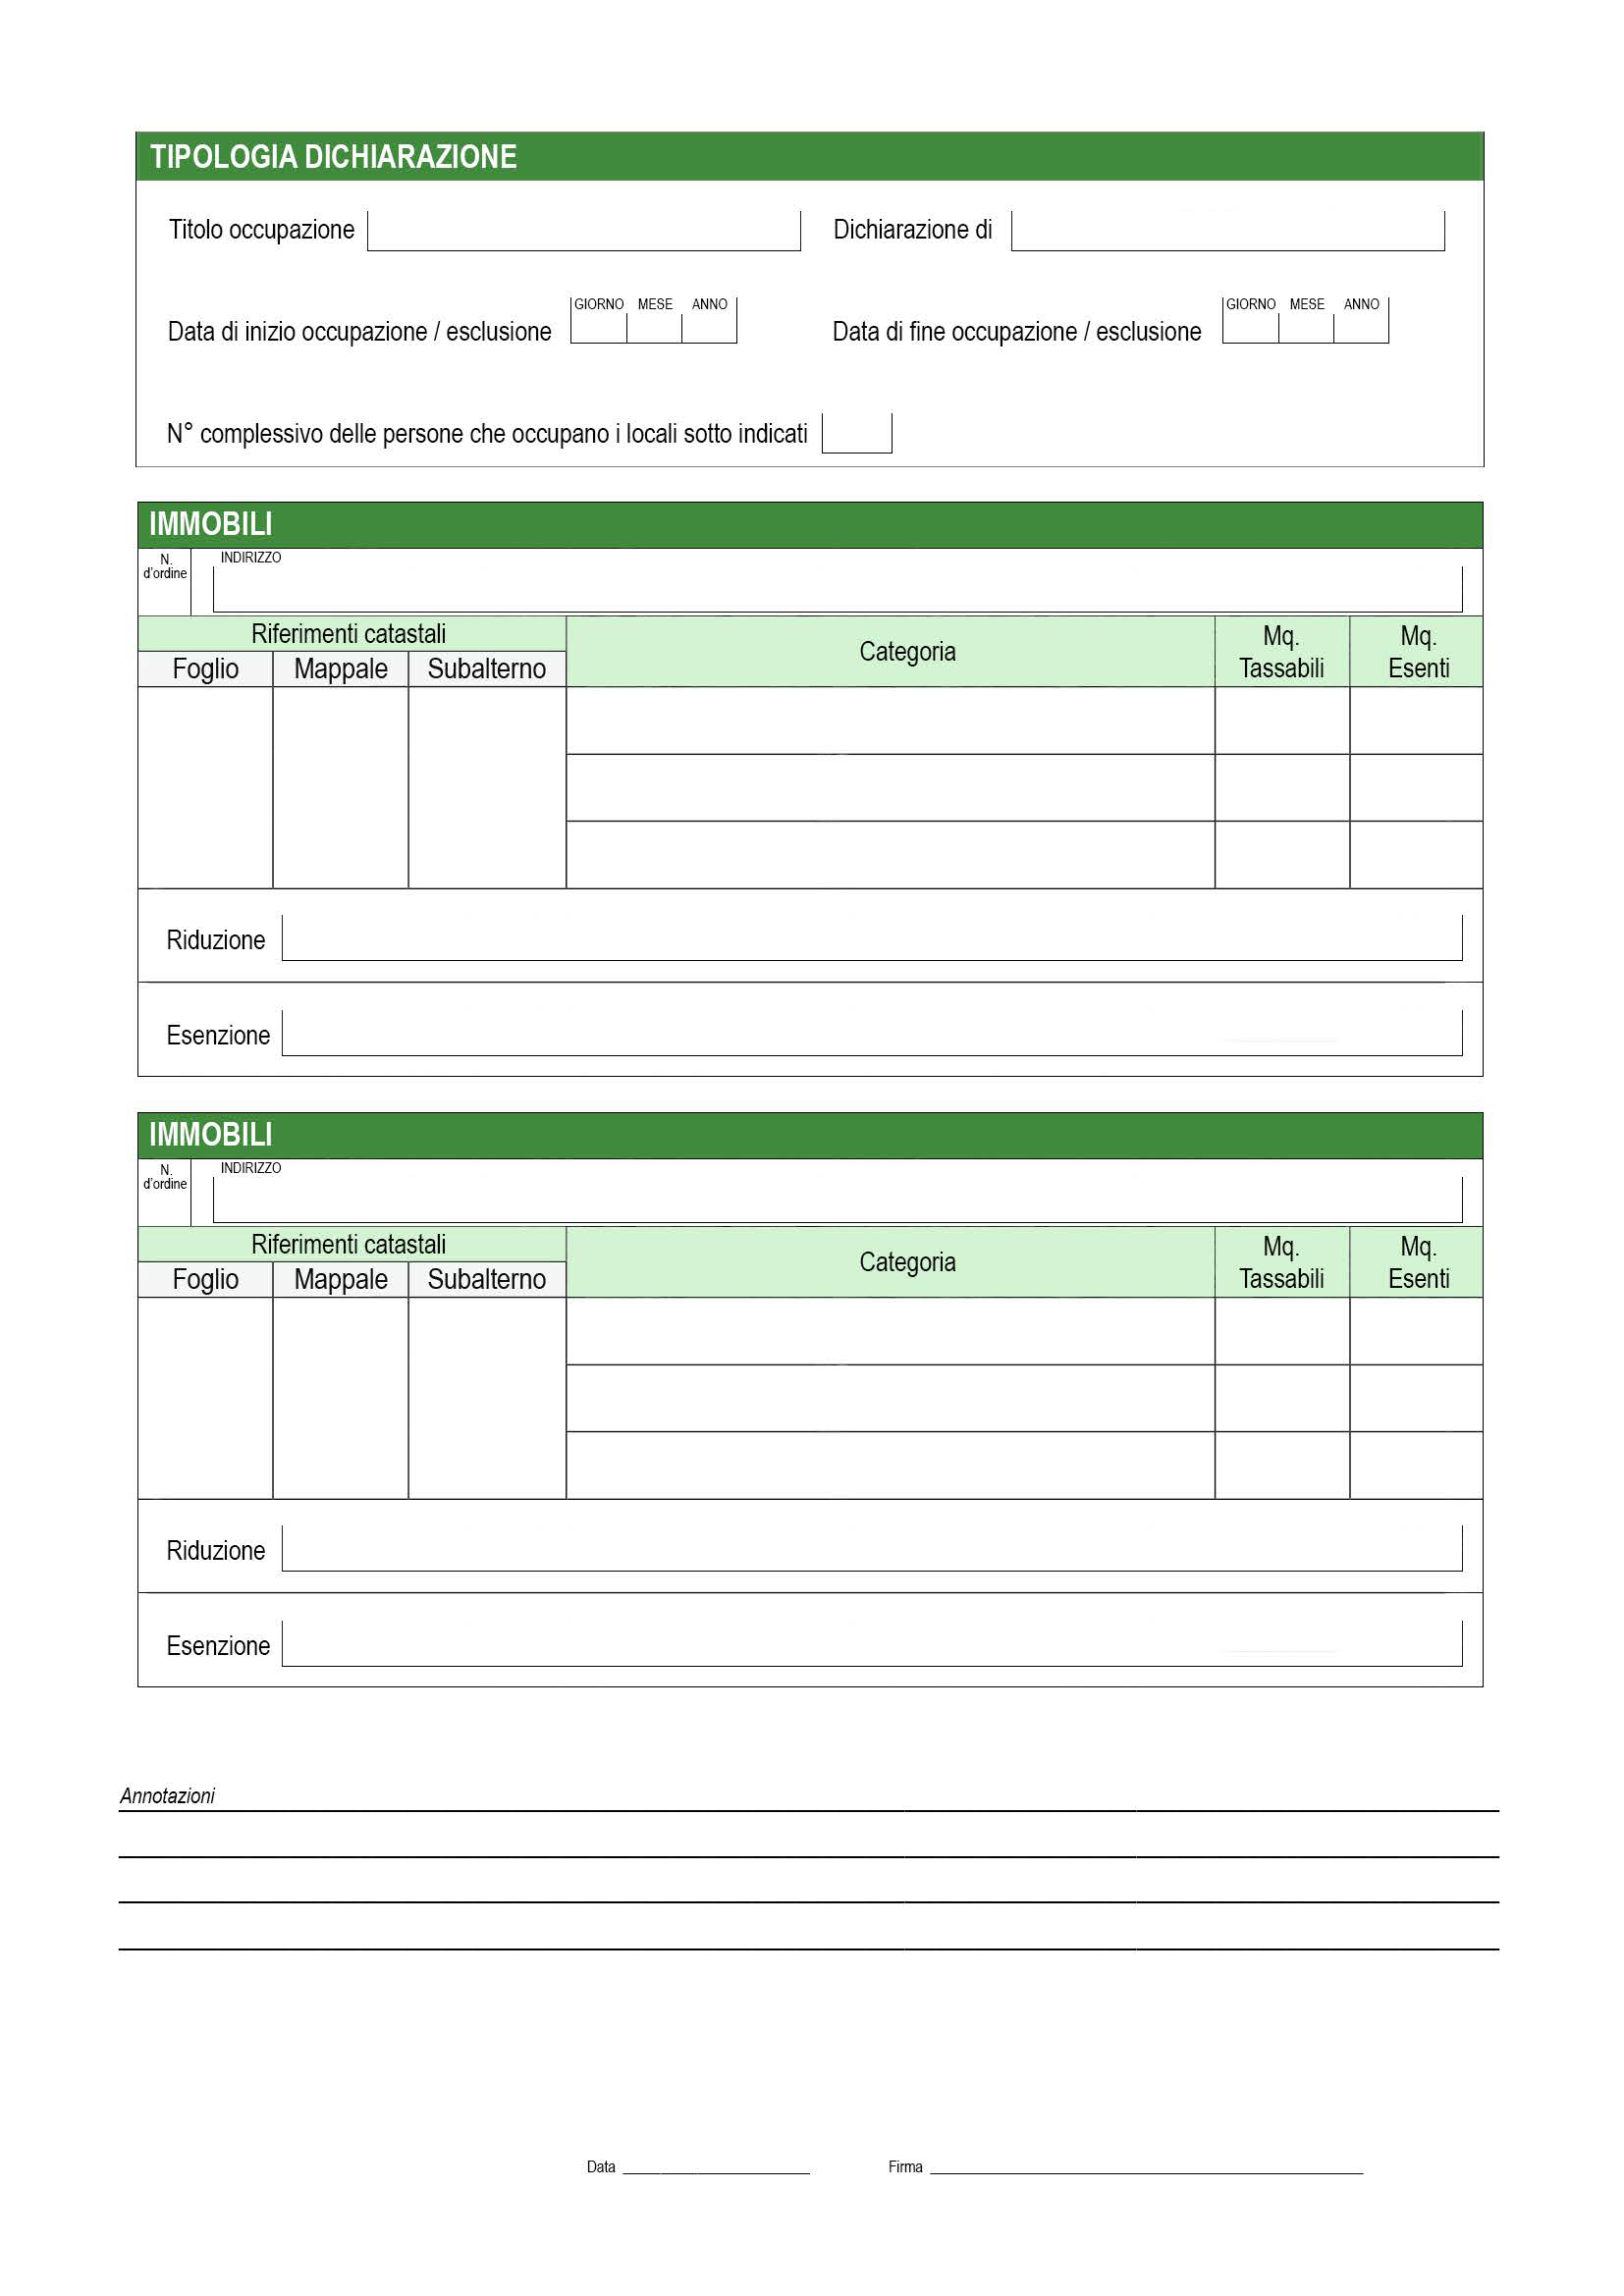 TIPOLOGIA DICHIARAZIONE
Titolo occupazione Dichiarazione di
GIORNO MESE ANNO GIORNO MESE ANNO
Data di inizio occupazione / esclusione Data di fine occupazione / esclusione
N° complessivo delle persone che occupano i locali sotto indicati
IMMOBILI
N. d'ordine INDIRIZZO
Riferimenti catastali Categoria Mq. Tassabili Mq. Esenti
Foglio Mappale Subalterno
Riduzione
Esenzione
IMMOBILI
N. d'ordine INDIRIZZO
Riferimenti catastali Categoria Mq. Tassabili Mq. Esenti
Foglio Mappale Subalterno
Riduzione
Esenzione
Annotazioni
Data Firma